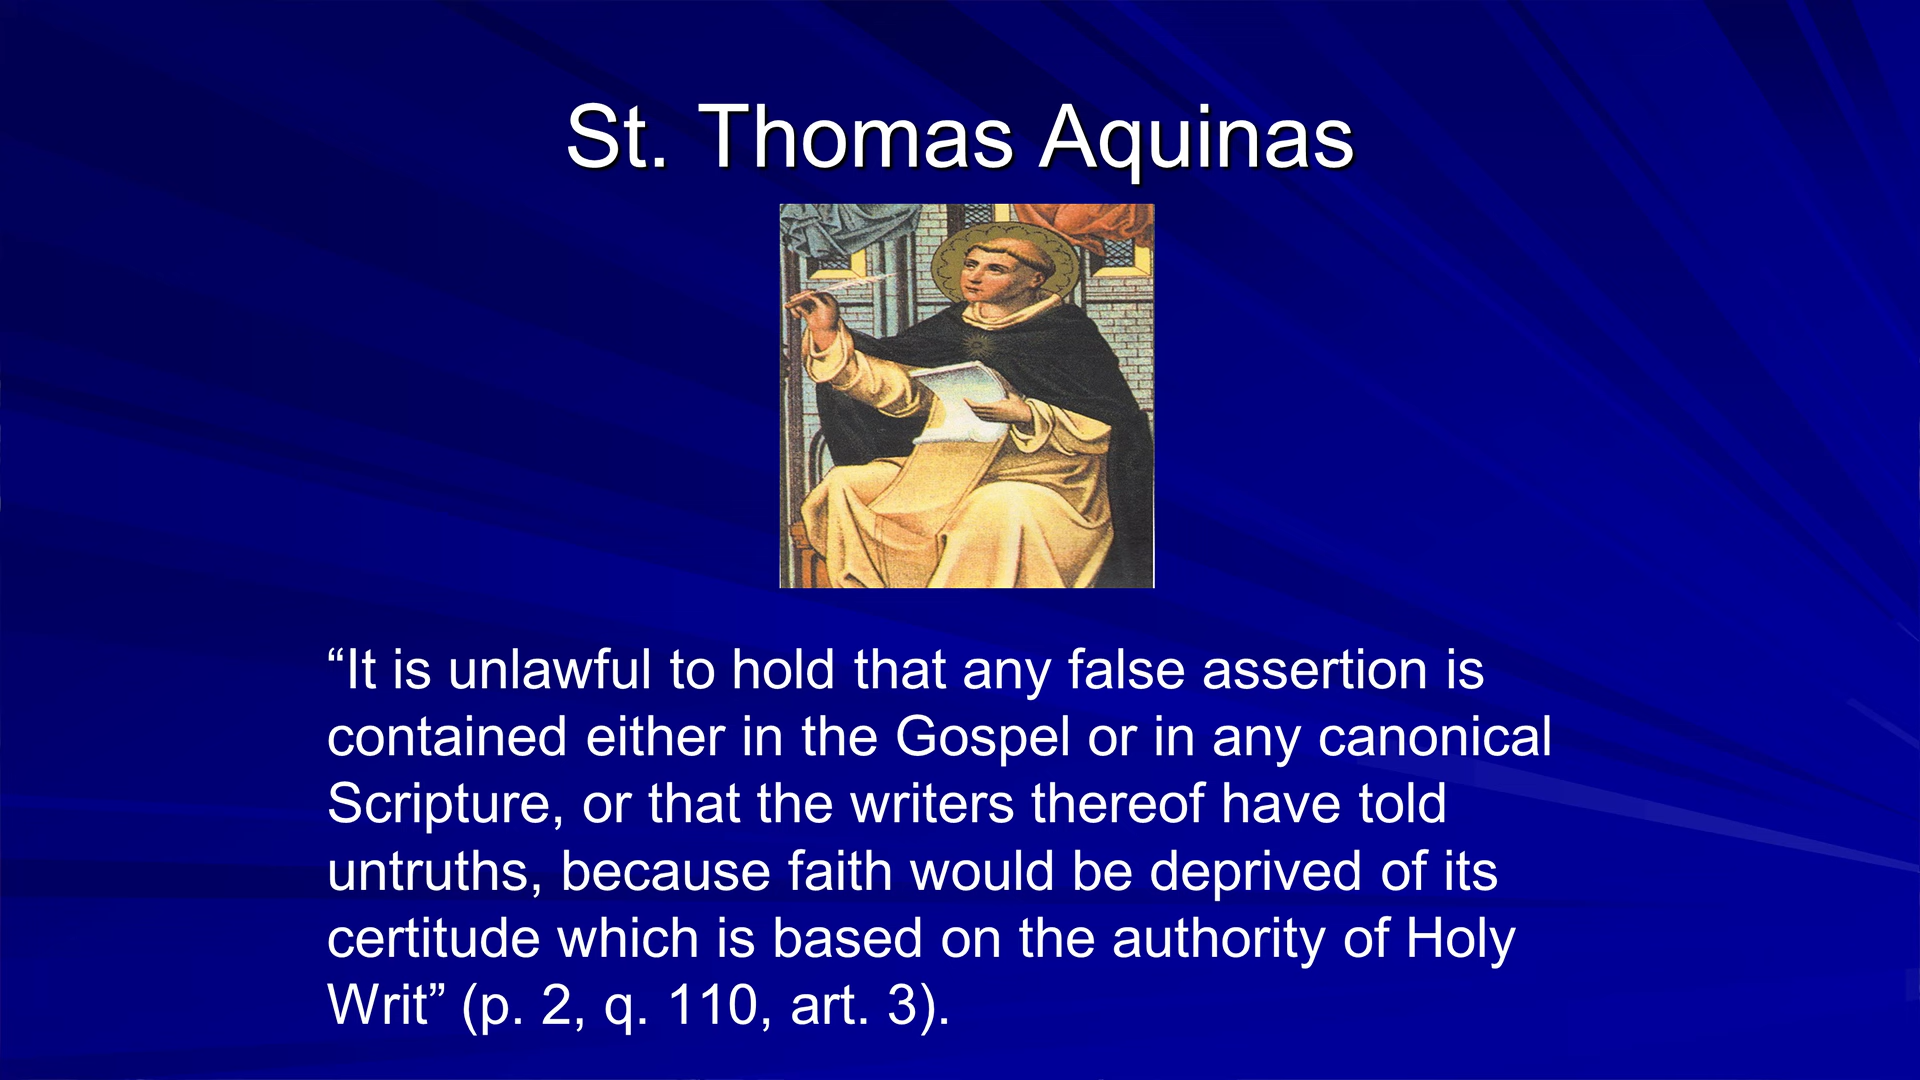 St. Thomas Aquinas
“It is unlawful to hold that any false assertion is
contained either in the Gospel or in any canonical
Scripture, or that the writers thereof have told
untruths, because faith would be deprived of its
certitude which is based on the authority of Holy
Writ” (p. 2, q. 110, art. 3).